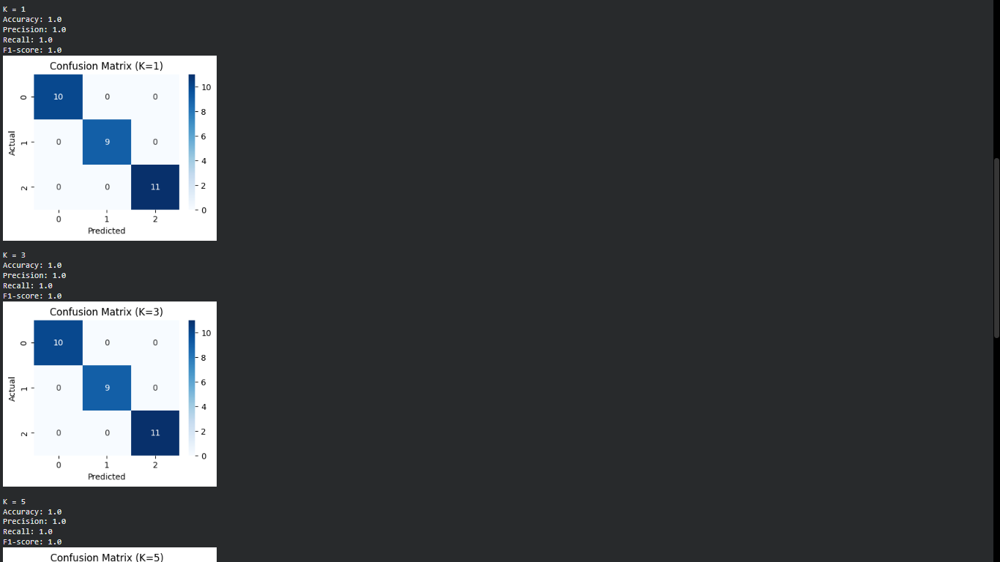 K = 1
Accuracy: 1.0
Precision: 1.0
Recall: 1.0
F1-score: 1.0
Confusion Matrix (K=1)
10
0 10 0 0
8
6
Actual 1 0 9 0
4
2
2 0 0 11
0
0 1 2
Predicted
K = 3
Accuracy: 1.0
Precision: 1.0
Recall: 1.0
F1-score: 1.0
Confusion Matrix (K=3)
10
0 10 0 0
8
6
Actual 1 0 9 0
4
2
2 0 0 11
0
0 1 2
Predicted
K = 5
Accuracy: 1.0
Precision: 1.0
Recall: 1.0
F1-score: 1.0
Confusion Matrix (K=5)